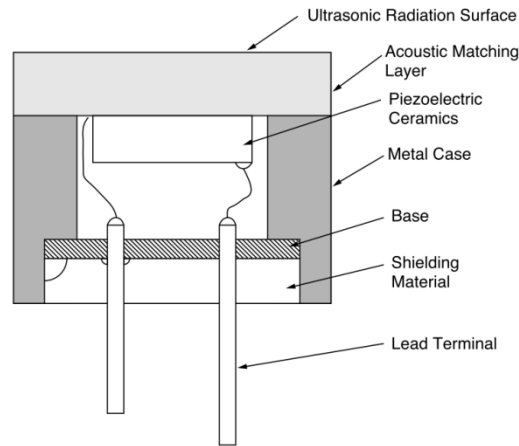 Ultrasonic Radiation Surface
Acoustic Matching
Layer
Piezoelectric
Ceramics
Metal Case
Base
Shielding
Material
Lead Terminal